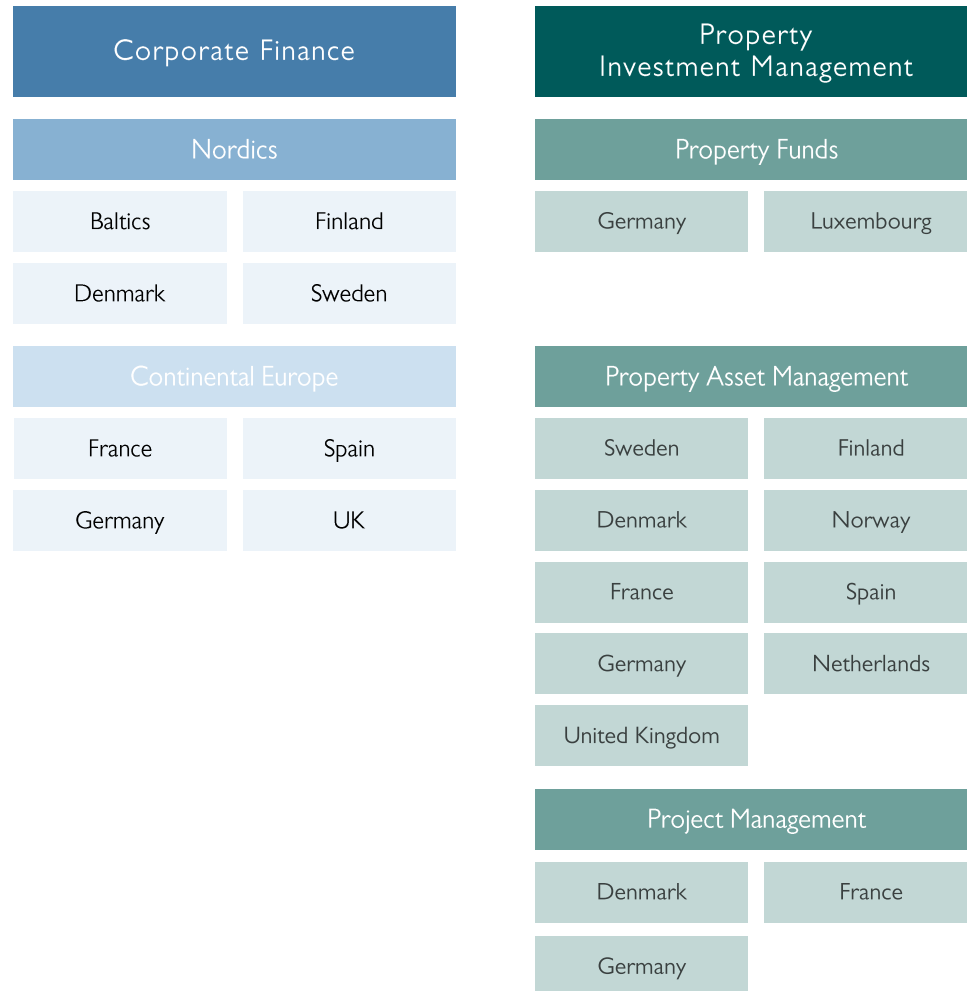 Corporate Finance
Nordics
Baltics
Finland
Denmark
Sweden
Continental Europe
France
Spain
Germany
UK
Property
Investment Management
Property Funds
Germany
Luxembourg
Property Asset Management
Sweden
Finland
Denmark
Norway
France
Spain
Germany
Netherlands
United Kingdom
Project Management
Denmark
France
Germany